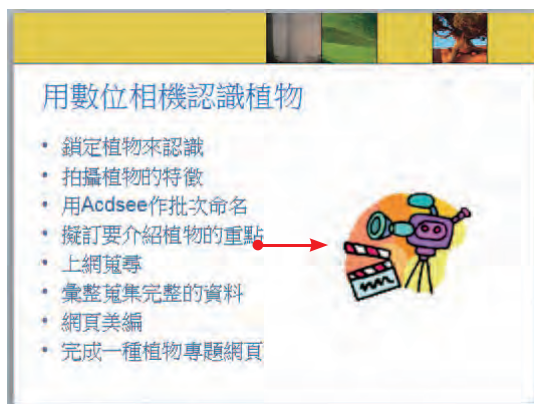 用數位相機認識植物
• 鎖定植物來認識
• 拍攝植物的特徵
• 用Acdsee作批次命名
• 擬訂要介紹植物的重點
• 上網蒐尋
• 彙整蒐集完整的資料
• 網頁美編
• 完成一種植物專題網頁